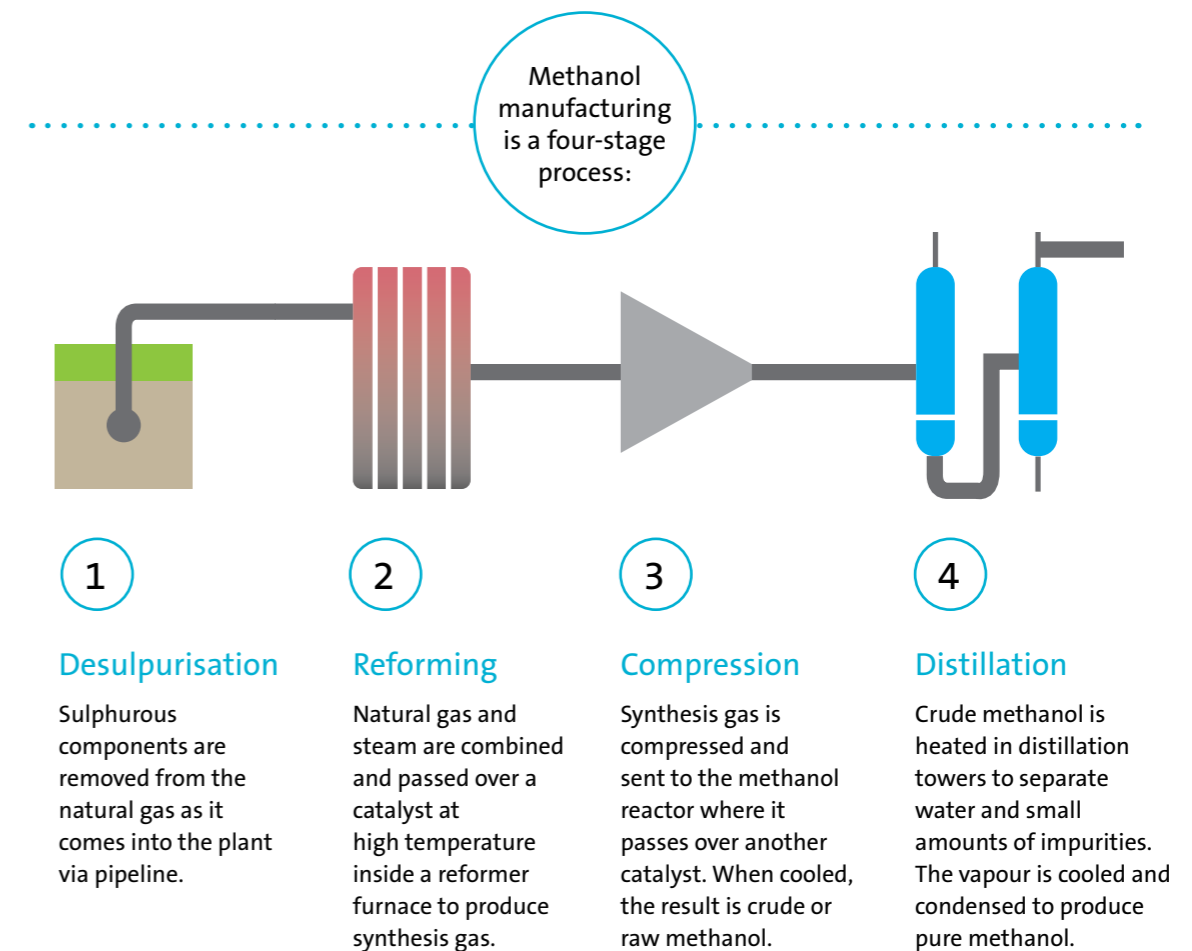 Methanol
manufacturing
is a four-stage
process:
1
Desulpurisation
Sulphurous
components are
removed from the
natural gas as it
comes into the plant
via pipeline.
2
Reforming
Natural gas and
steam are combined
and passed over a
catalyst at
high temperature
inside a reformer
furnace to produce
synthesis gas.
3
Compression
Synthesis gas is
compressed and
sent to the methanol
reactor where it
passes over another
catalyst. When cooled,
the result is crude or
raw methanol.
4
Distillation
Crude methanol is
heated in distillation
towers to separate
water and small
amounts of impurities.
The vapour is cooled and
condensed to produce
pure methanol.